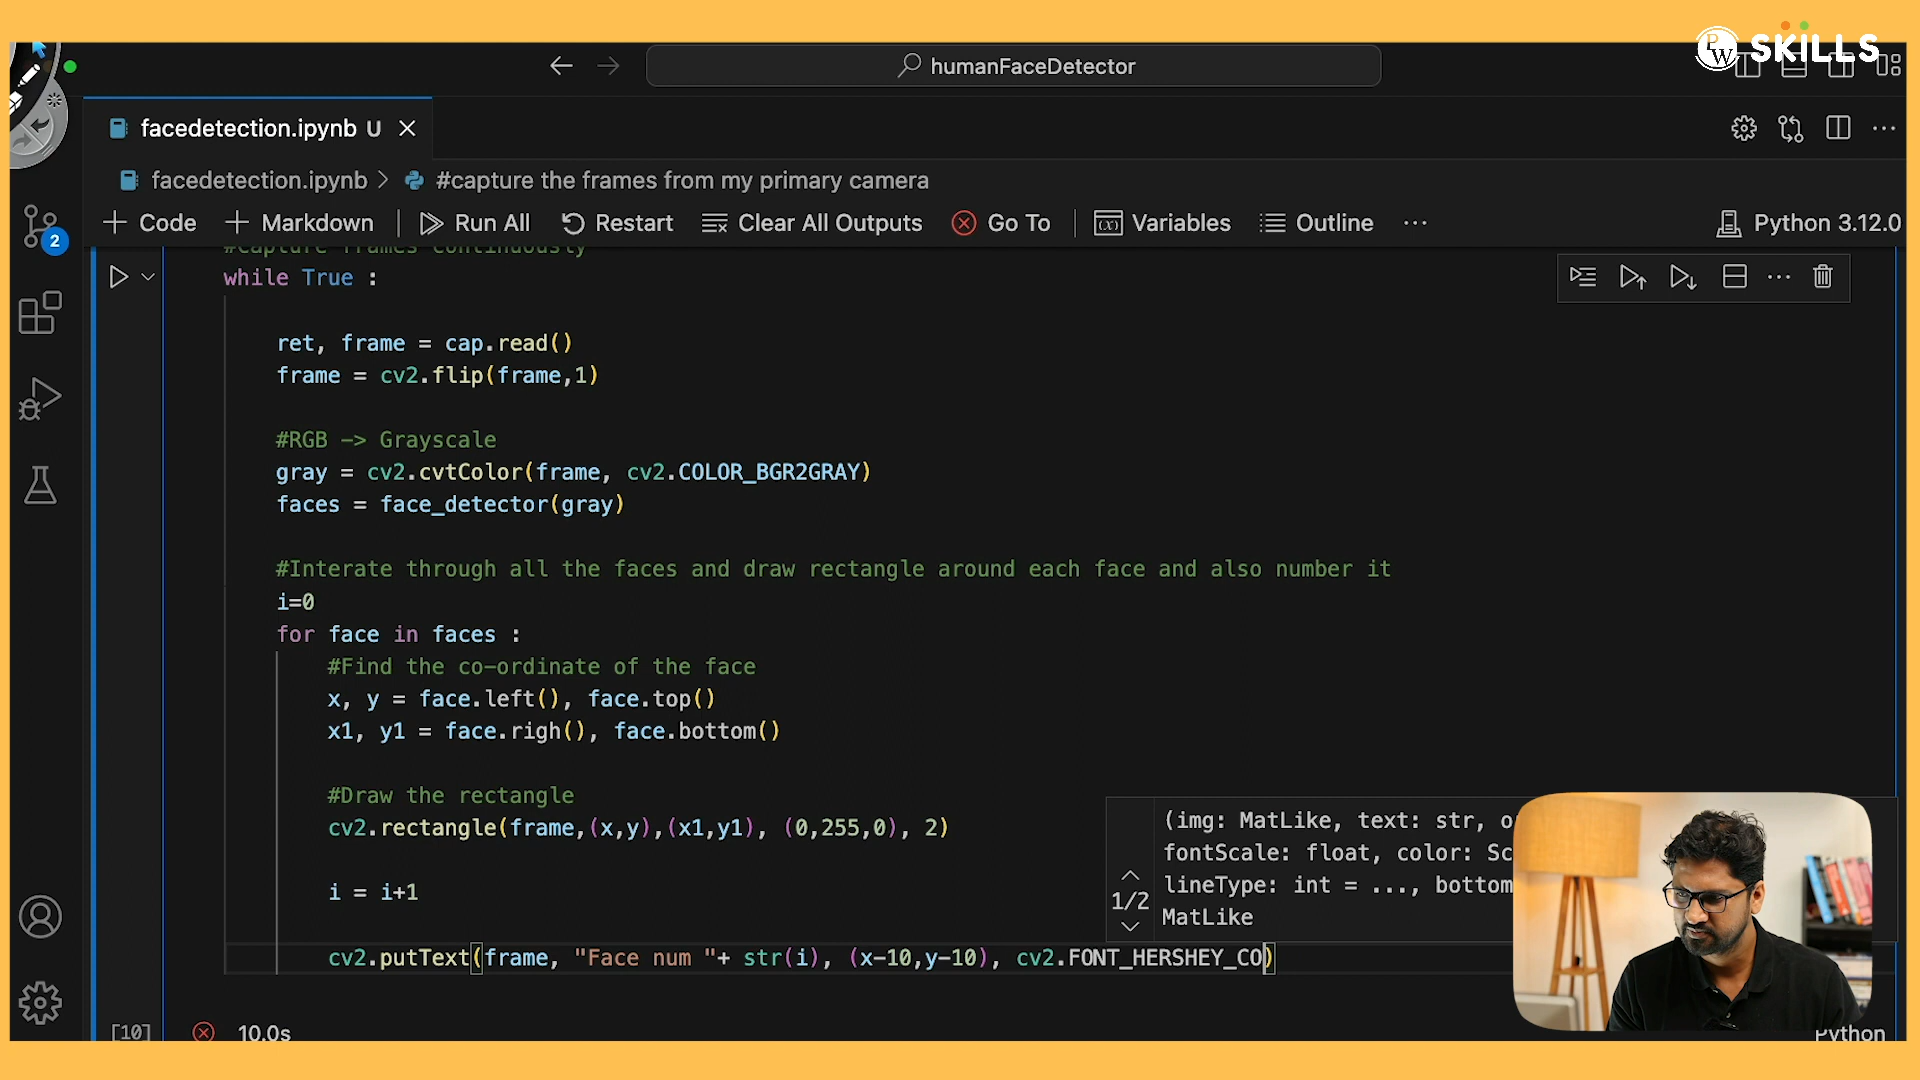 PW SKILLS
humanFaceDetector
facedetection.ipynb U
facedetection.ipynb > #capture the frames from my primary camera
+ Code + Markdown Run All Restart Clear All Outputs Go To Variables Outline ... Python 3.12.0
#Capture frames continuously
while True :
ret, frame = cap.read()
frame = cv2.flip(frame,1)
2
#RGB -> Grayscale
gray = cv2.cvtColor(frame, cv2.COLOR_BGR2GRAY)
faces = face_detector(gray)
#Interate through all the faces and draw rectangle around each face and also number it
i=0
for face in faces :
#Find the co-ordinate of the face
x, y = face.left(), face.top()
x1, y1 = face.righ(), face.bottom()
#Draw the rectangle
cv2.rectangle(frame,(x,y),(x1,y1), (0,255,0), 2)
i = i+1
cv2.putText(frame, "Face num "+ str(i), (x-10,y-10), cv2.FONT_HERSHEY_CO)
(img: MatLike, text: str, o
fontScale: float, color: Sc
lineType: int = ..., bottom
MatLike
1/2
[10] 10.0s
Python